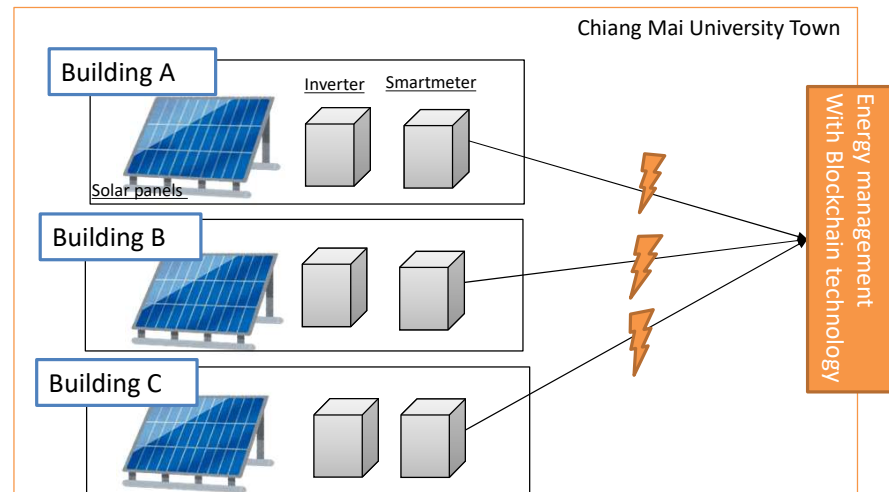 Chiang Mai University Town
Building A
Inverter
Smartmeter
Solar panels
Building B
Building C
Energy management
With Blockchain technology